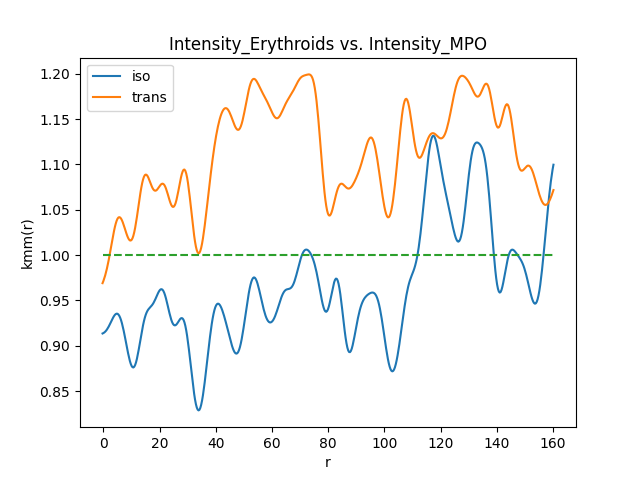 Intensity_Erythroids vs. Intensity_MPO
iso
trans
kmm(r)
1.20
1.15
1.10
1.05
1.00
0.95
0.90
0.85
0 20 40 60 80 100 120 140 160
r